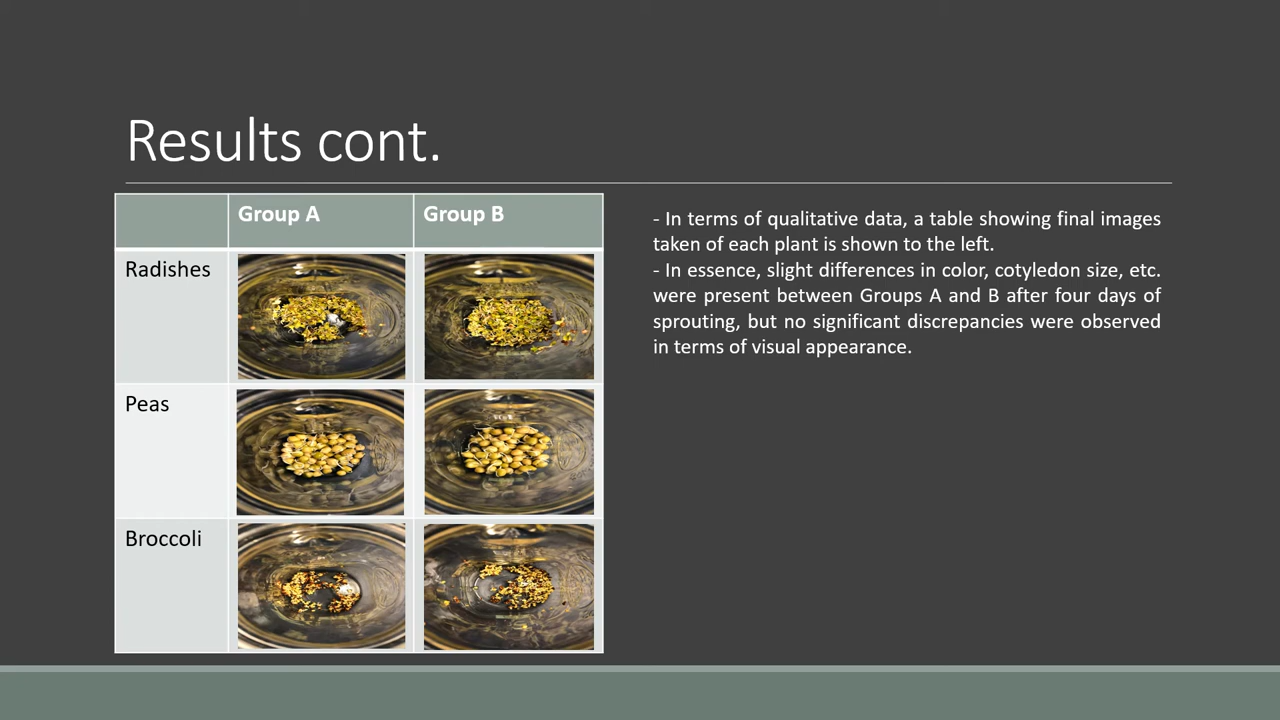 Results cont.
Group A
Group B
Radishes
Peas
Broccoli
- In terms of qualitative data, a table showing final images
taken of each plant is shown to the left.
- In essence, slight differences in color, cotyledon size, etc.
were present between Groups A and B after four days of
sprouting, but no significant discrepancies were observed
in terms of visual appearance.